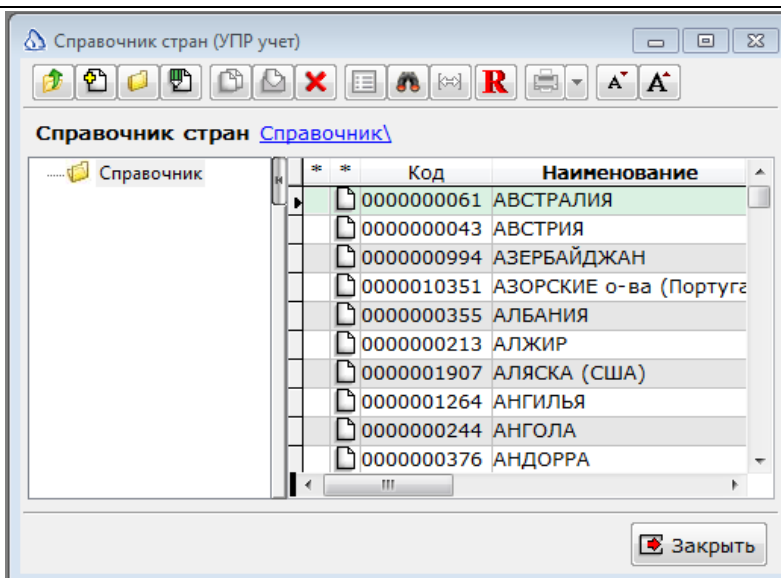 Справочник стран (УПР учет)
R A A
Справочник стран Справочник\
Справочник
* * Код Наименование
0000000061 АВСТРАЛИЯ
0000000043 АВСТРИЯ
0000000994 АЗЕРБАЙДЖАН
0000010351 АЗОРСКИЕ о-ва (Португа
0000000355 АЛБАНИЯ
0000000213 АЛЖИР
0000001907 АЛЯСКА (США)
0000001264 АНГИЛЬЯ
0000000244 АНГОЛА
0000000376 АНДОРРА
Закрыть